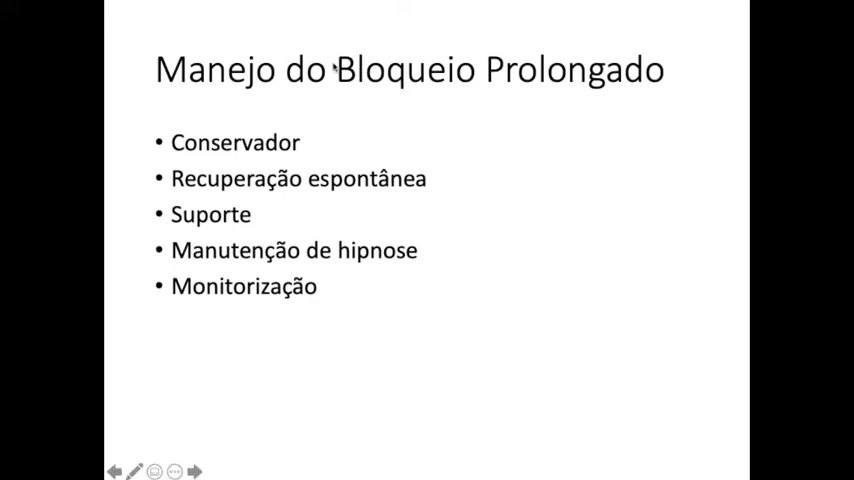 Manejo do Bloqueio Prolongado
• Conservador
• Recuperação espontânea
• Suporte
• Manutenção de hipnose
• Monitorização